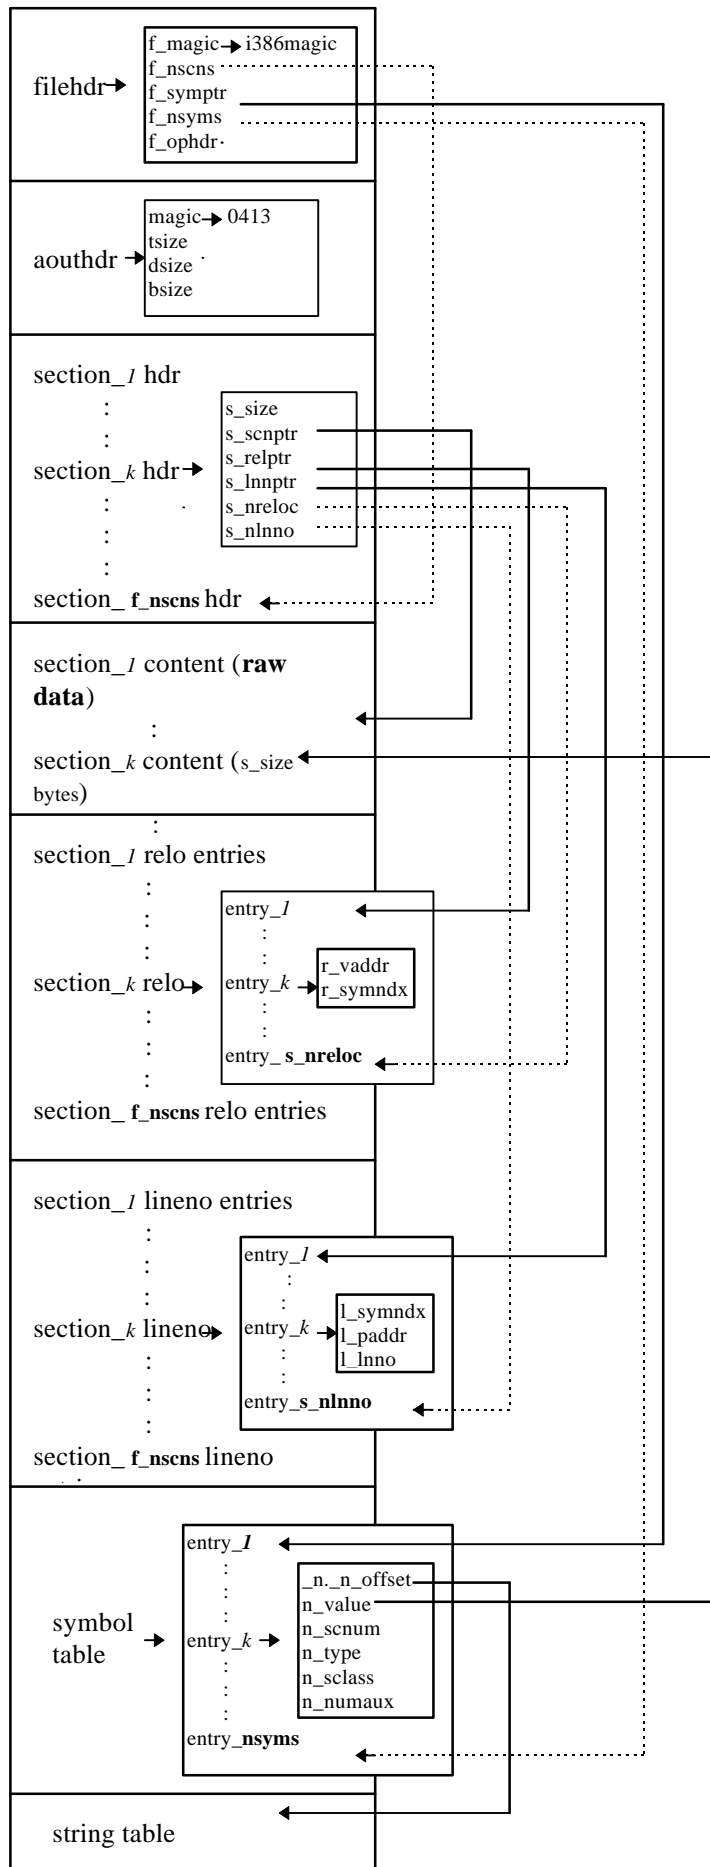 f_magic i386magic
f_nscns
filehdr
f_symptr
f_nsyms
f_ophdr
magic 0413
tsize
aouthdr
dsize
bsize
section_1 hdr
s_size
s_scnptr
s_relptr
section_k hdr
s_lnnptr
s_nreloc
s_nlnno
section_ f_nscns hdr
section_1 content (raw
data)
section_k content (s_size
bytes)
section_1 relo entries
entry_1
r_vaddr
section_k relo
entry_k
r_symndx
entry_ s_nreloc
section_ f_nscns relo entries
section_1 lineno entries
entry_1
l_symndx
section_k lineno
entry_k
l_paddr
l_lnno
entry_s_nlnno
section_ f_nscns lineno
entry_1
_n._n_offset
n_value
symbol
table
n_scnum
entry_k
n_type
n_sclass
n_numaux
entry_nsyms
string table